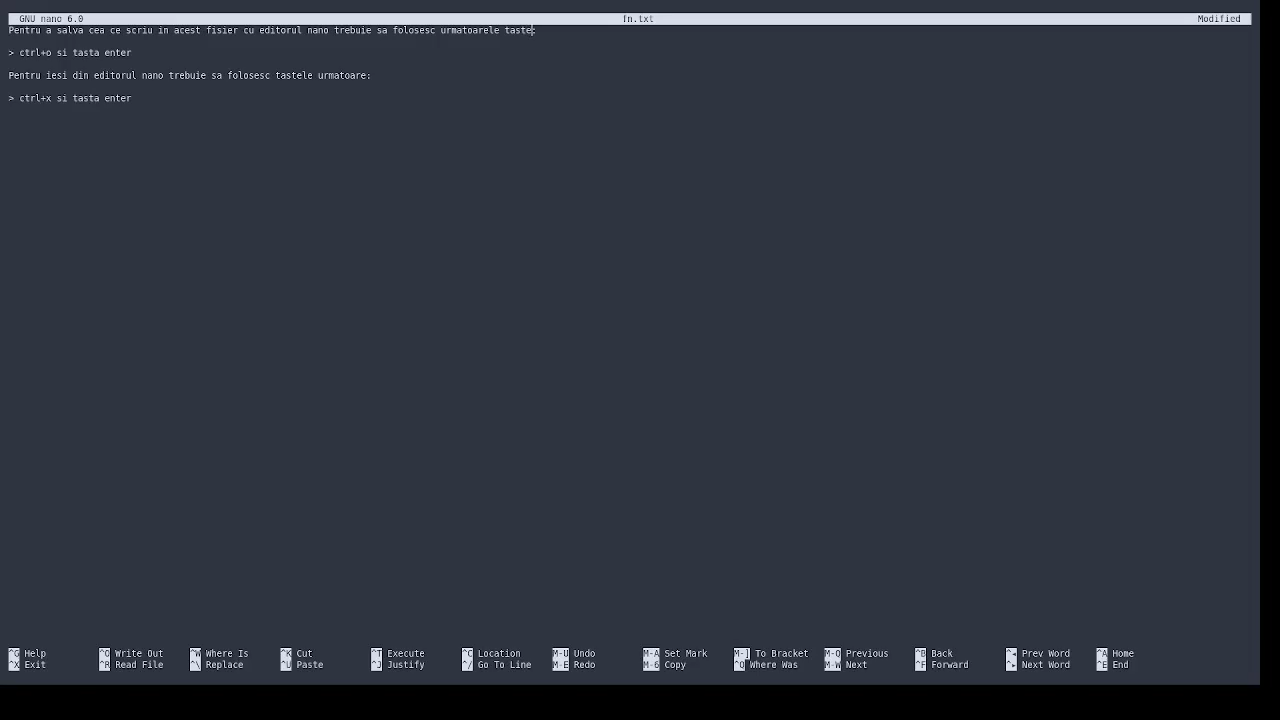 GNU nano 6.0 fn.txt Modified
Pentru a salva cea ce scriu in acest fisier cu editorul nano trebuie sa folosesc urmatoarele taste:
> ctrl+o si tasta enter
Pentru iesi din editorul nano trebuie sa folosesc tastele urmatoare:
> ctrl+x si tasta enter
^G Help ^O Write Out ^W Where Is ^K Cut ^T Execute ^C Location M-U Undo M-A Set Mark M-] To Bracket M-Q Previous ^B Back ^◂ Prev Word ^A Home
^X Exit ^R Read File ^\ Replace ^U Paste ^J Justify ^/ Go To Line M-E Redo M-6 Copy ^Q Where Was M-W Next ^F Forward ^▸ Next Word ^E End